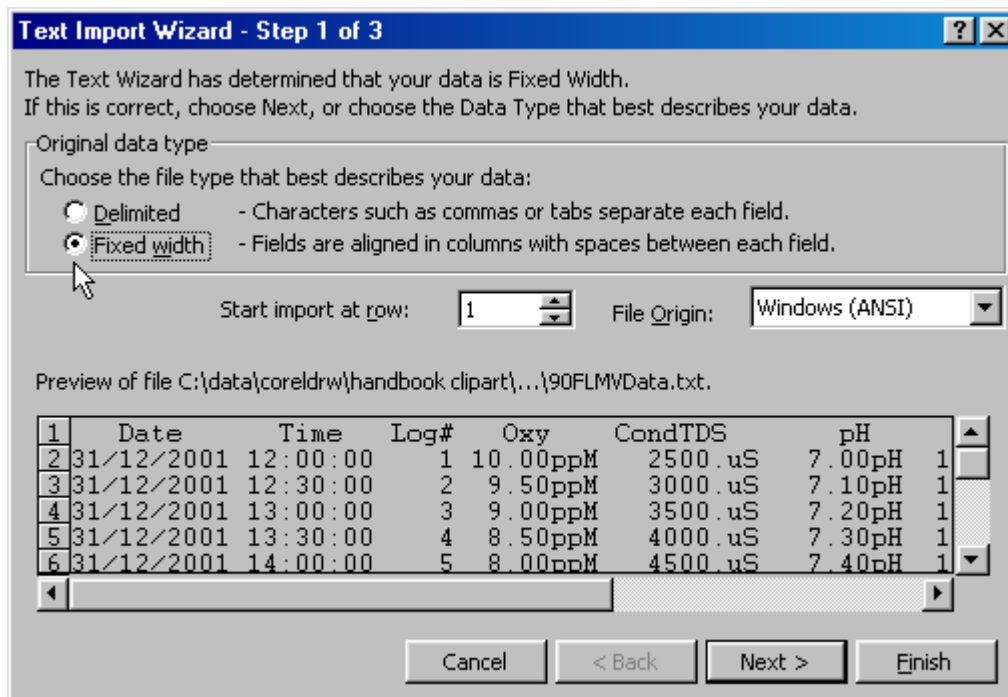 Text Import Wizard - Step 1 of 3
The Text Wizard has determined that your data is Fixed Width.
If this is correct, choose Next, or choose the Data Type that best describes your data.
Original data type
Choose the file type that best describes your data:
Delimited - Characters such as commas or tabs separate each field.
Fixed width - Fields are aligned in columns with spaces between each field.
Start import at row: 1 File Origin: Windows (ANSI)
Preview of file C:\data\coreldrw\handbook clipart\...\90FLMVData.txt.
1 Date Time Log# Oxy CondTDS pH
2 31/12/2001 12:00:00 1 10.00ppM 2500.uS 7.00pH 1
3 31/12/2001 12:30:00 2 9.50ppM 3000.uS 7.10pH 1
4 31/12/2001 13:00:00 3 9.00ppM 3500.uS 7.20pH 1
5 31/12/2001 13:30:00 4 8.50ppM 4000.uS 7.30pH 1
6 31/12/2001 14:00:00 5 8.00ppM 4500.uS 7.40pH 1
Cancel < Back Next > Finish